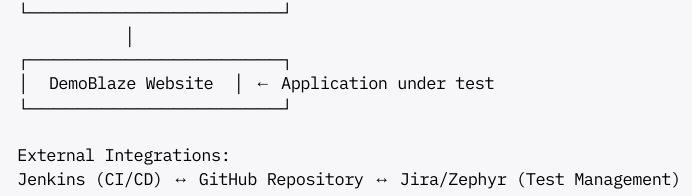 DemoBlaze Website ← Application under test
External Integrations:
Jenkins (CI/CD) ↔ GitHub Repository ↔ Jira/Zephyr (Test Management)